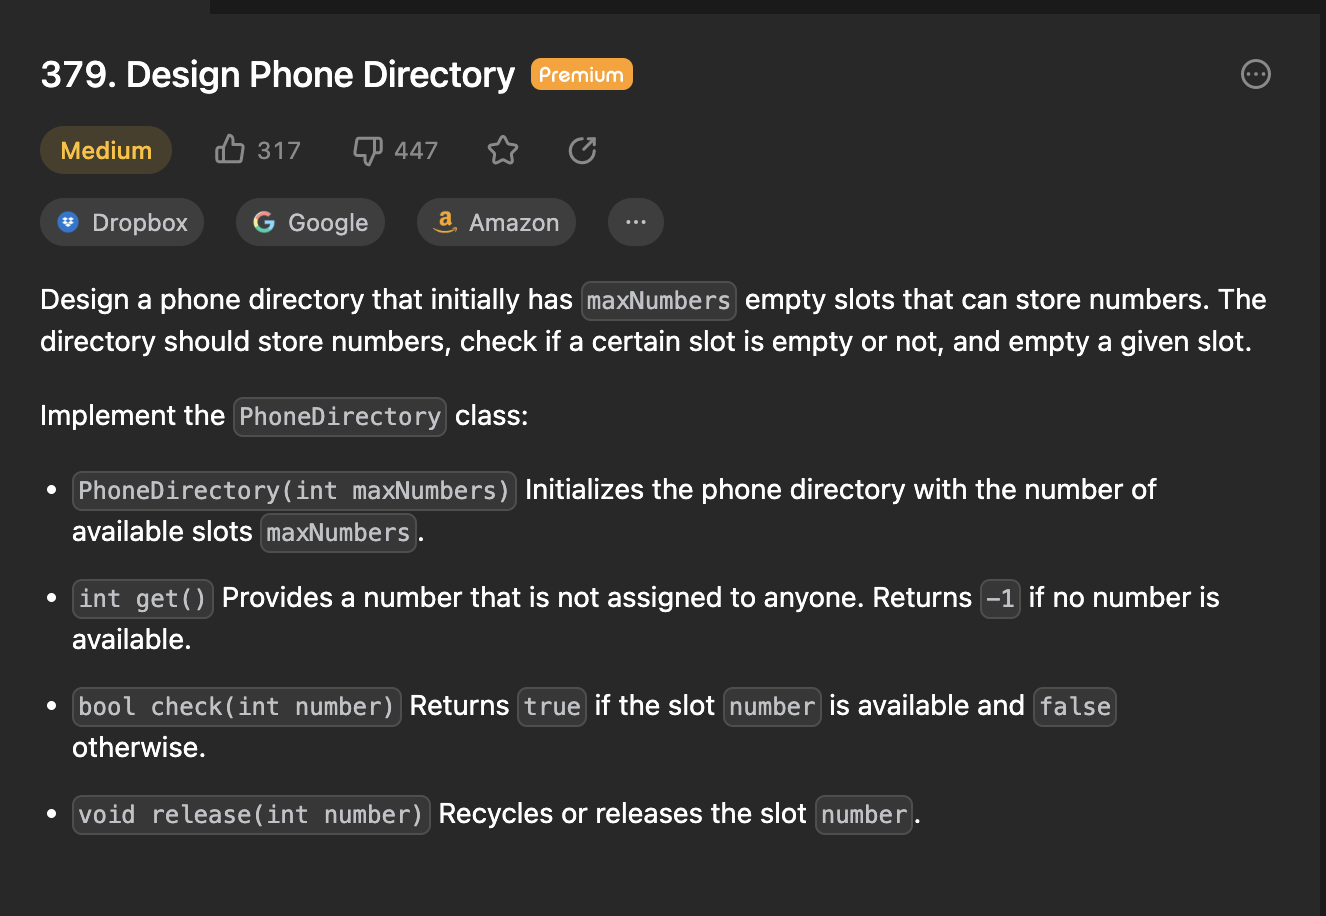 379. Design Phone Directory Premium
Medium 317 447
Dropbox Google Amazon ...
Design a phone directory that initially has maxNumbers empty slots that can store numbers. The
directory should store numbers, check if a certain slot is empty or not, and empty a given slot.
Implement the PhoneDirectory class:
• PhoneDirectory(int maxNumbers) Initializes the phone directory with the number of
available slots maxNumbers.
• int get() Provides a number that is not assigned to anyone. Returns -1 if no number is
available.
• bool check(int number) Returns true if the slot number is available and false
otherwise.
• void release(int number) Recycles or releases the slot number.